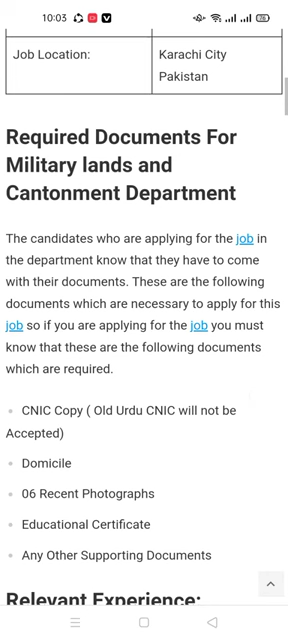 10:03
76
Job Location:
Karachi City
Pakistan
Required Documents For
Military lands and
Cantonment Department
The candidates who are applying for the job in
the department know that they have to come
with their documents. These are the following
documents which are necessary to apply for this
job so if you are applying for the job you must
know that these are the following documents
which are required.
• CNIC Copy ( Old Urdu CNIC will not be
Accepted)
• Domicile
• 06 Recent Photographs
• Educational Certificate
• Any Other Supporting Documents
Relevant Experience: